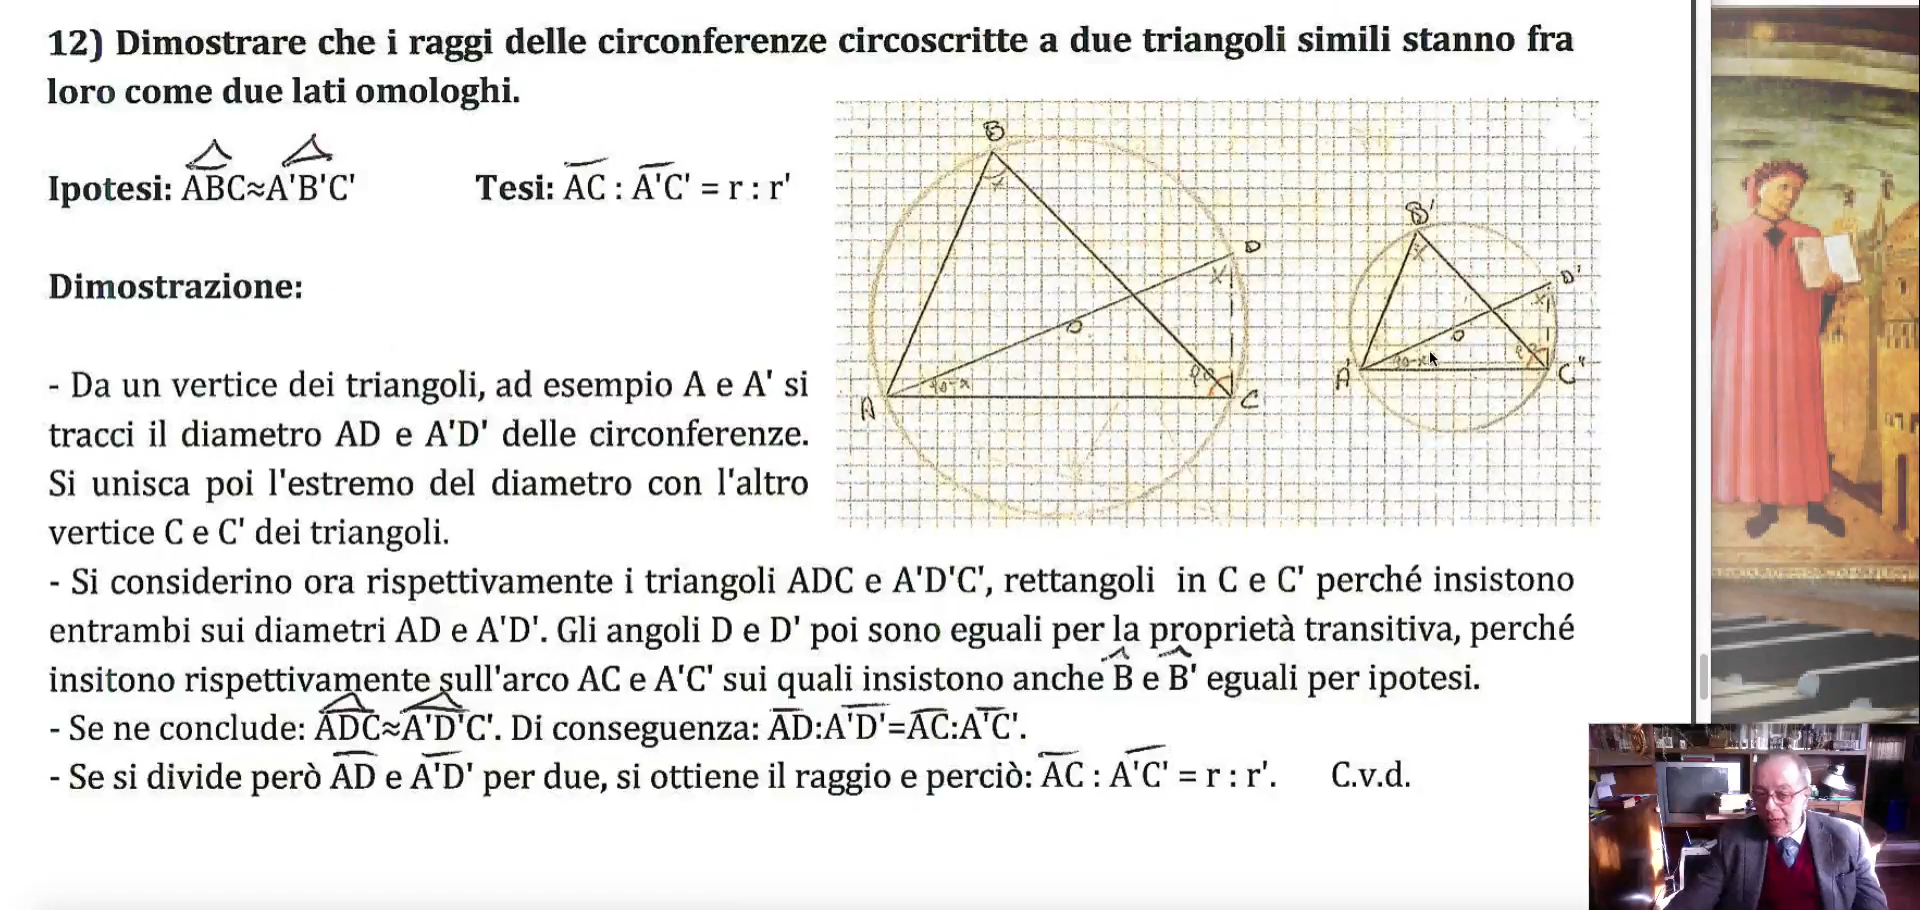 12) Dimostrare che i raggi delle circonferenze circoscritte a due triangoli simili stanno fra
loro come due lati omologhi.
Ipotesi: ABC≈A'B'C'
Tesi: AC : A'C' = r : r'
Dimostrazione:
- Da un vertice dei triangoli, ad esempio A e A' si
tracci il diametro AD e A'D' delle circonferenze.
Si unisca poi l'estremo del diametro con l'altro
vertice C e C' dei triangoli.
B
x
D
x
O
90-x
90
A
C
B'
x
D'
x
O
90-x
A'
C'
- Si considerino ora rispettivamente i triangoli ADC e A'D'C', rettangoli in C e C' perché insistono
entrambi sui diametri AD e A'D'. Gli angoli D e D' poi sono eguali per la proprietà transitiva, perché
insitono rispettivamente sull'arco AC e A'C' sui quali insistono anche B e B' eguali per ipotesi.
- Se ne conclude: ADC≈A'D'C'. Di conseguenza: AD:A'D'=AC:A'C'.
- Se si divide però AD e A'D' per due, si ottiene il raggio e perciò: AC : A'C' = r : r'. C.v.d.